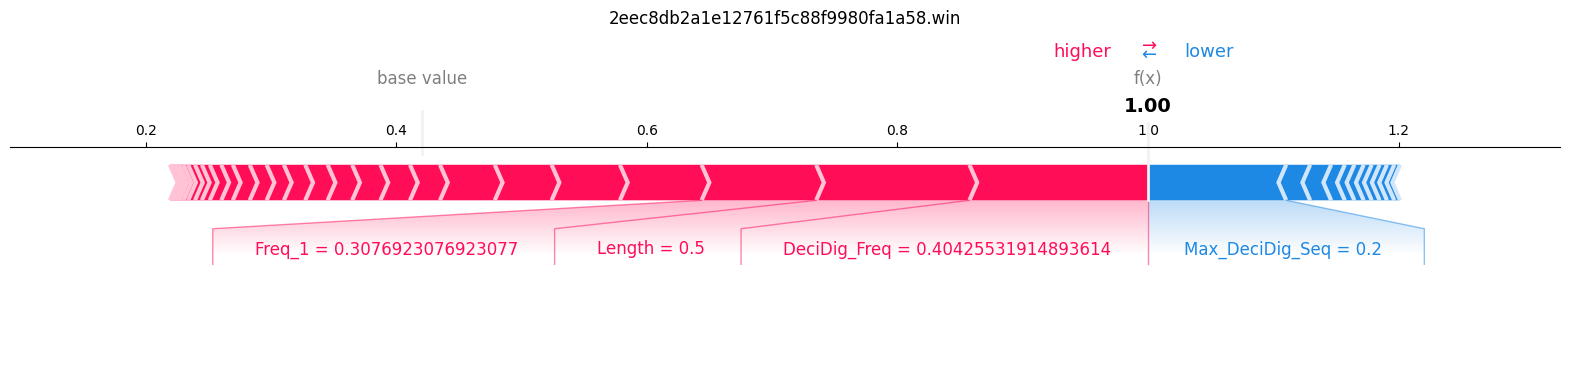 2eec8db2a1e12761f5c88f9980fa1a58.win
higher ⇄ lower
base value f(x)
1.00
0.2 0.4 0.6 0.8 1.0 1.2
Freq_1 = 0.3076923076923077 Length = 0.5 DeciDig_Freq = 0.40425531914893614 Max_DeciDig_Seq = 0.2